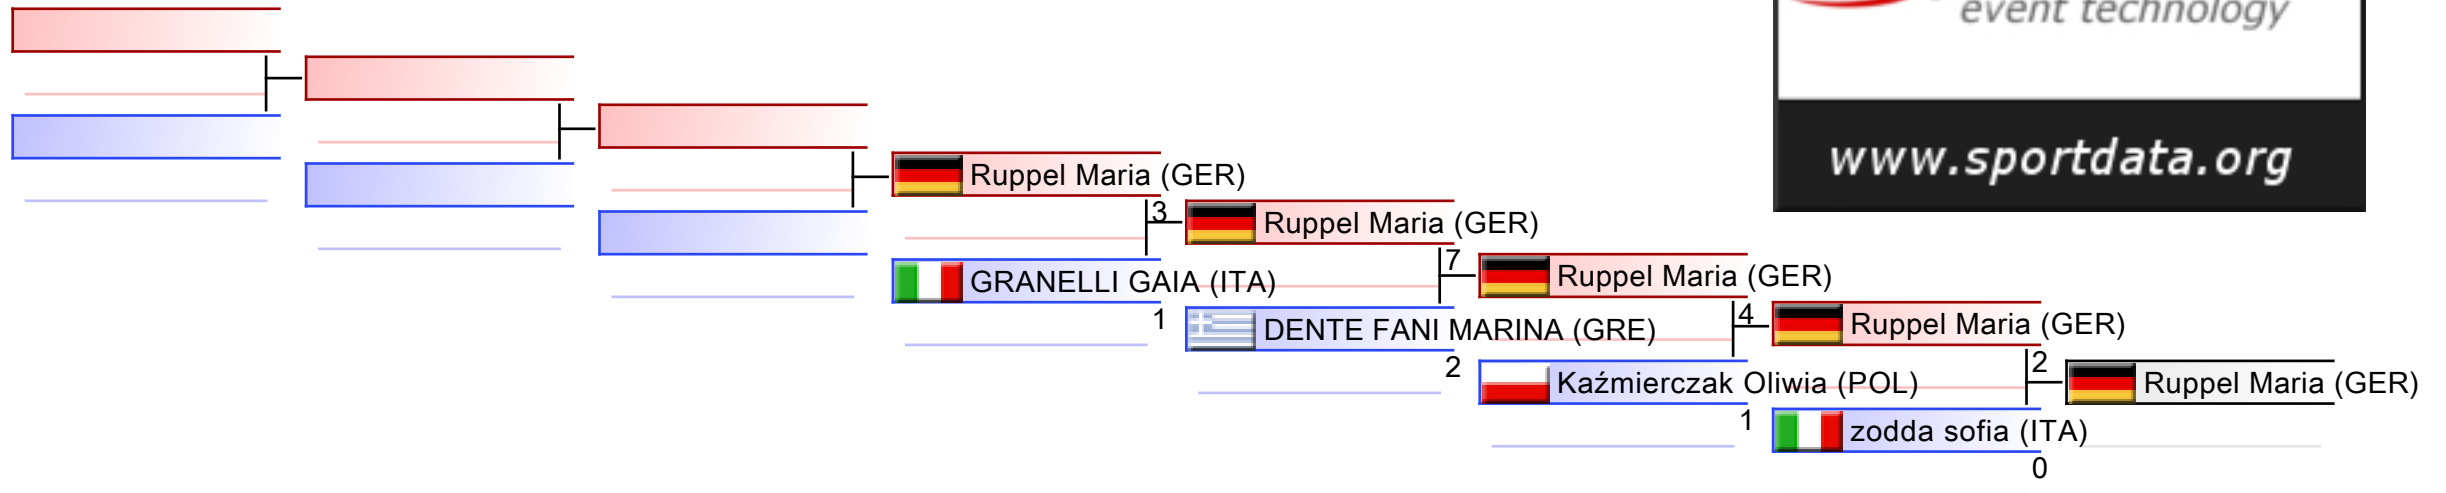 event technology
www.sportdata.org
Ruppel Maria (GER)
3
Ruppel Maria (GER)
GRANELLI GAIA (ITA)
1
7
Ruppel Maria (GER)
DENTE FANI MARINA (GRE)
2
4
Ruppel Maria (GER)
Kaźmierczak Oliwia (POL)
1
2
Ruppel Maria (GER)
zodda sofia (ITA)
0